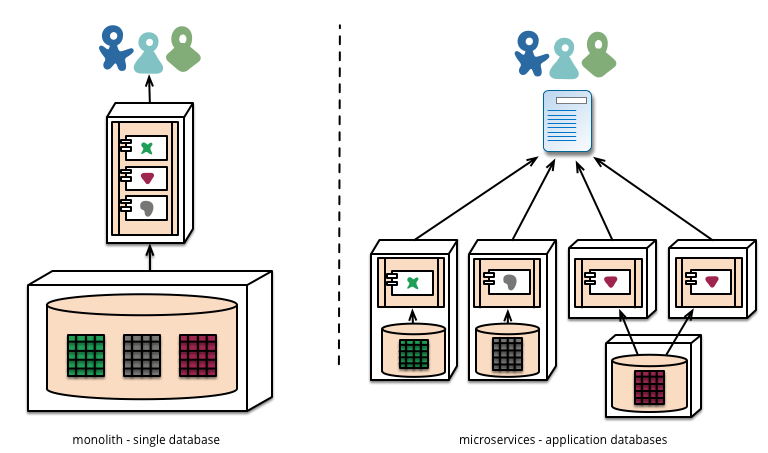 monolith - single database
microservices - application databases